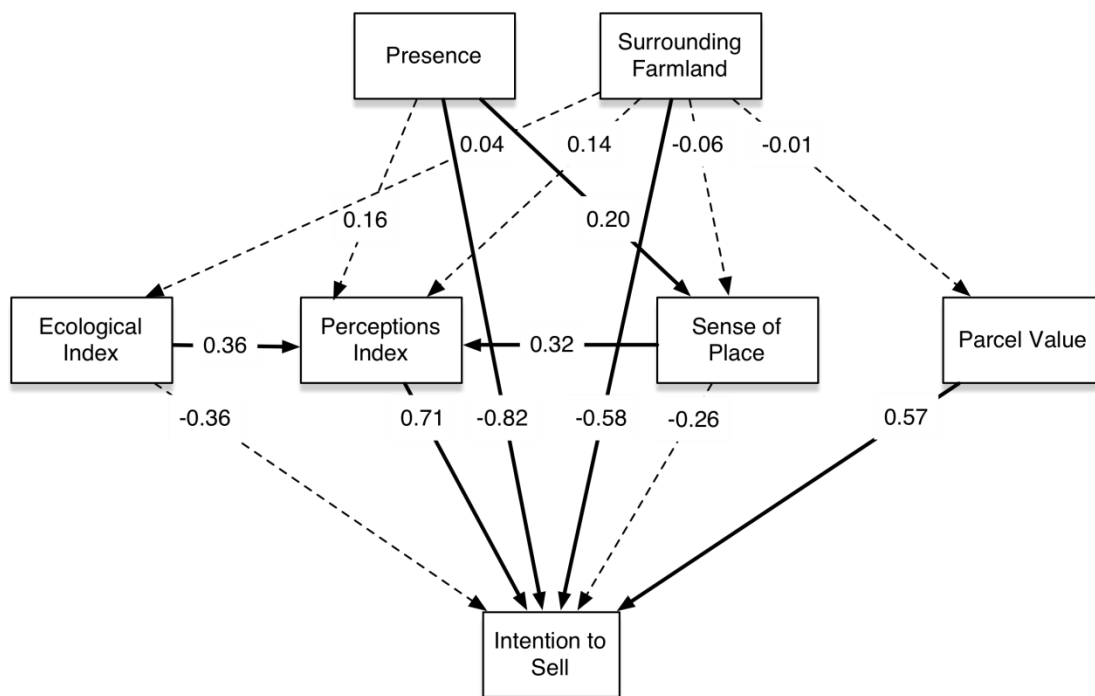 Presence
Surrounding
Farmland
0.04
0.14
-0.06
-0.01
0.16
0.20
Ecological
Index
0.36
Perceptions
Index
0.32
Sense of
Place
Parcel Value
-0.36
0.71
-0.82
-0.58
-0.26
0.57
Intention to
Sell